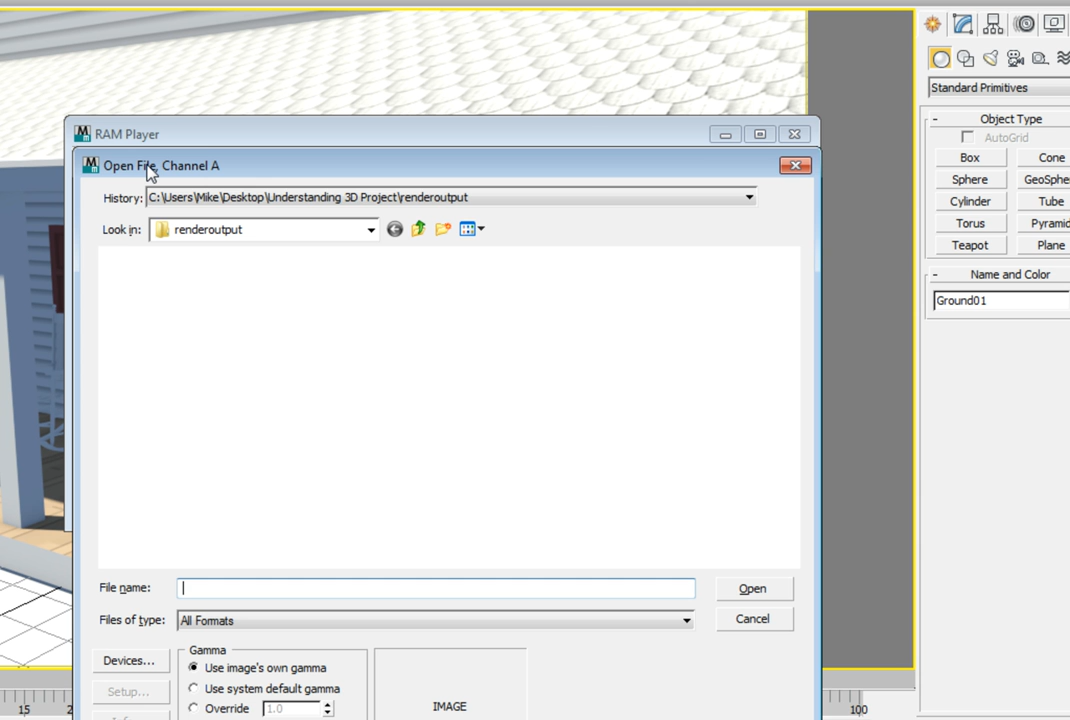 RAM Player
Open File, Channel A
History: C:\Users\Mike\Desktop\Understanding 3D Project\renderoutput
Look in: renderoutput
File name:
Open
Files of type: All Formats
Cancel
Devices...
Setup...
Gamma
Use image's own gamma
Use system default gamma
Override 1.0
IMAGE
Standard Primitives
- Object Type
AutoGrid
Box Cone
Sphere GeoSphe
Cylinder Tube
Torus Pyramid
Teapot Plane
- Name and Color
Ground01
15 2 100